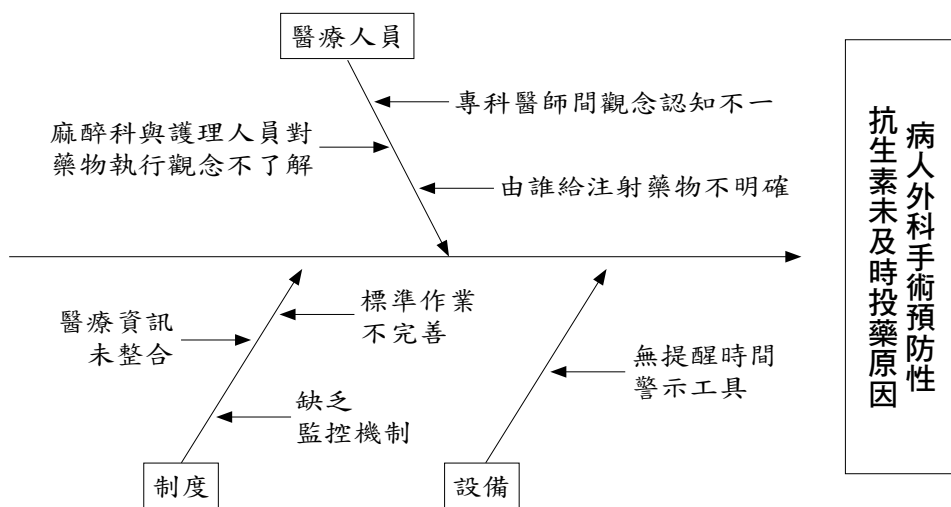 醫療人員
專科醫師間觀念認知不一
麻醉科與護理人員對
藥物執行觀念不了解
由誰給注射藥物不明確
病人外科手術預防性
抗生素未及時投藥原因
標準作業
不完善
醫療資訊
未整合
缺乏
監控機制
制度
無提醒時間
警示工具
設備